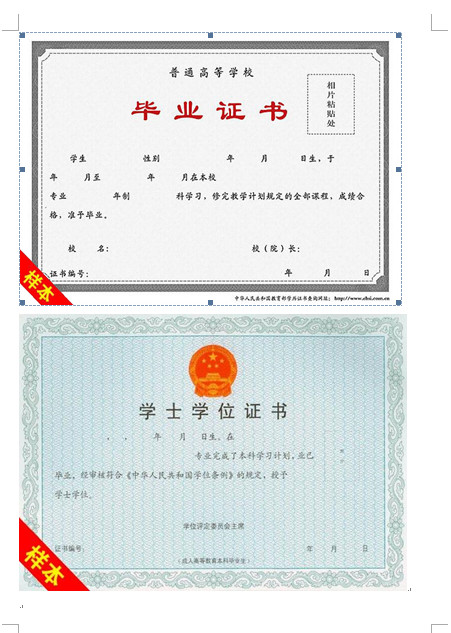 普通高等学校
相片粘贴处
毕业证书
学生 性别 年 月 日生，于
年 月至 年 月在本校
专业 年制 科学习，修完教学计划规定的全部课程，成绩合
格，准予毕业。
校 名： 校（院）长：
证书编号： 年 月 日
样本
中华人民共和国教育部学历证书查询网址：http://www.chsi.com.cn
学士学位证书
， ， 年 月 日生。在
专业完成了本科学习计划，业已
毕业，经审核符合《中华人民共和国学位条例》的规定，授予
学士学位。
学位评定委员会主席
证书编号： 年 月 日
（成人高等教育本科毕业生）
样本